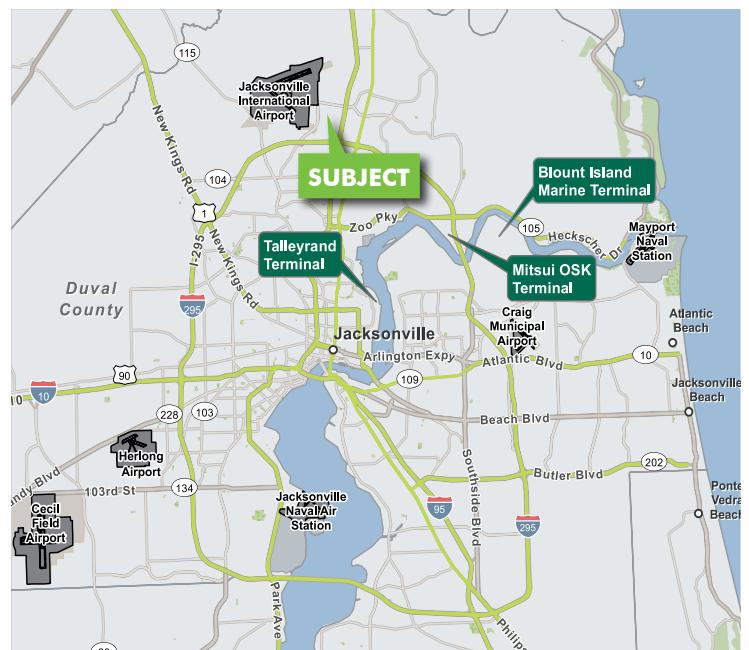 115
Jacksonville
International
Airport
New Kings Rd
104
SUBJECT
Blount Island
Marine Terminal
1
Zoo Pky
105
Heckscher Dr
Mayport
Naval
Station
I-295
New Kings Rd
Talleyrand
Terminal
Mitsui OSK
Terminal
Duval
County
295
Craig
Municipal
Airport
Atlantic
Beach
Jacksonville
Arlington Expy
Atlantic Blvd
10
90
109
10
10
Jacksonville
Beach
228
103
Beach Blvd
Herlong
Airport
Southside Blvd
Butler Blvd
202
ndy Blvd
103rd St
134
Jacksonville
Naval Air
Station
95
Ponte
Vedra
Beach
Cecil
Field
Airport
295
Park Ave
Philips